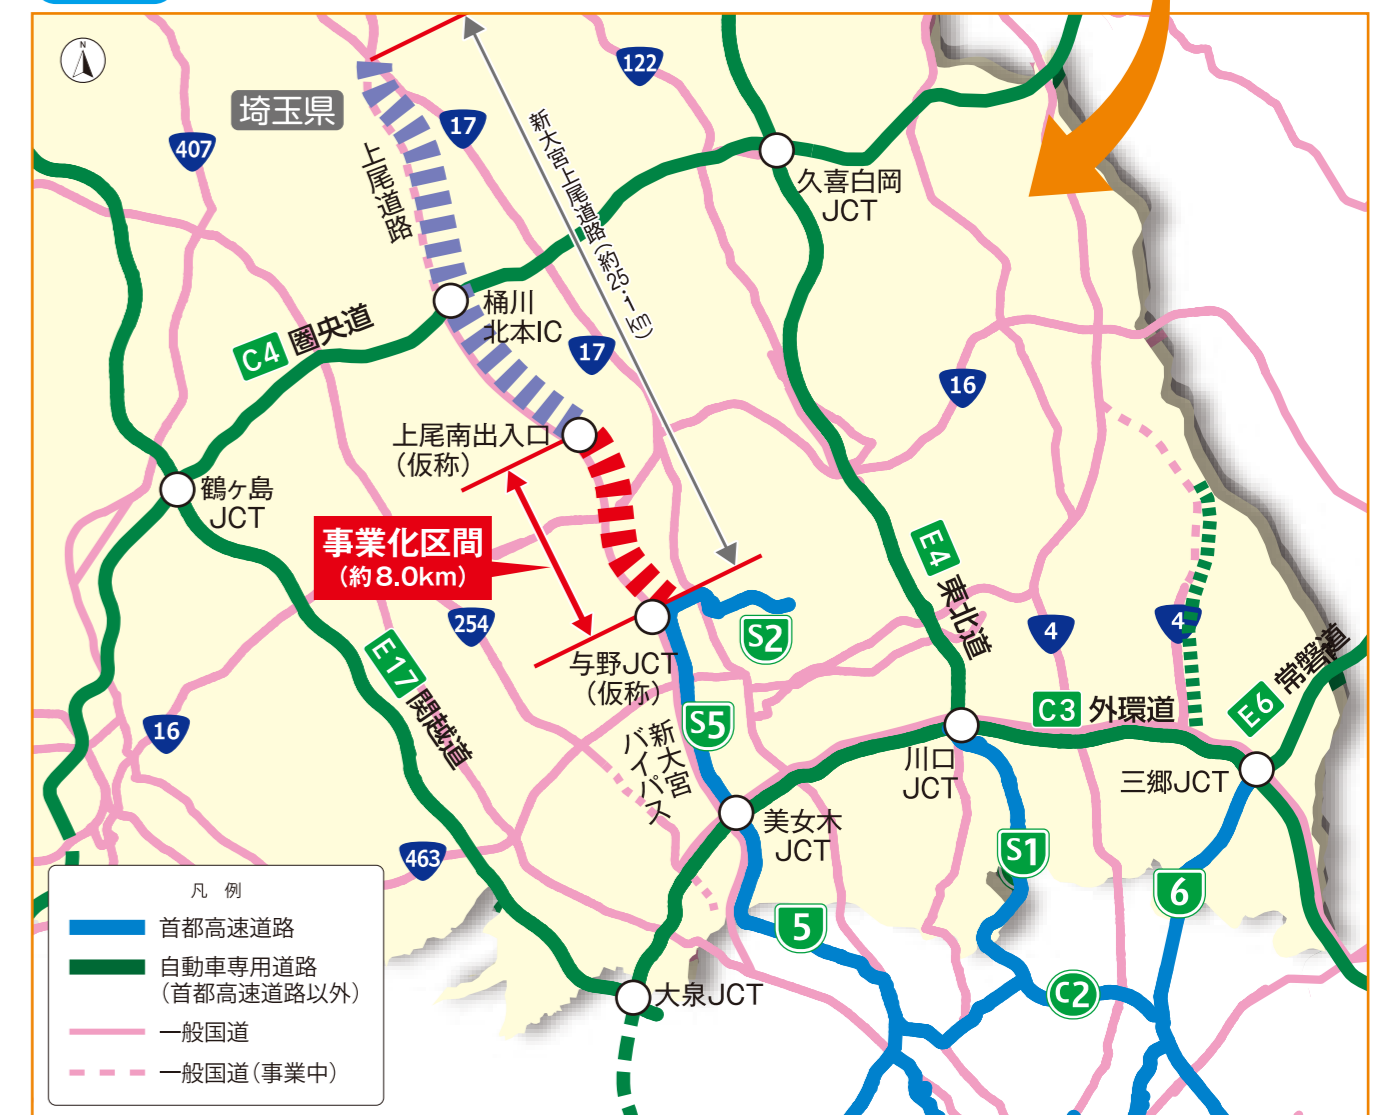 N
埼玉県
407
122
17
上尾道路
新大宮上尾道路(約25.1km)
久喜白岡
JCT
桶川
北本IC
17
C4 圏央道
16
上尾南出入口
(仮称)
鶴ヶ島
JCT
事業化区間
(約8.0km)
E4 東北道
254
S2
4
4
与野JCT
(仮称)
E17 関越道
S5
C3 外環道
E6 常磐道
16
新大宮
バイパス
川口
JCT
三郷JCT
美女木
JCT
463
S1
6
5
C2
大泉JCT
凡 例
首都高速道路
自動車専用道路
(首都高速道路以外)
一般国道
一般国道(事業中)